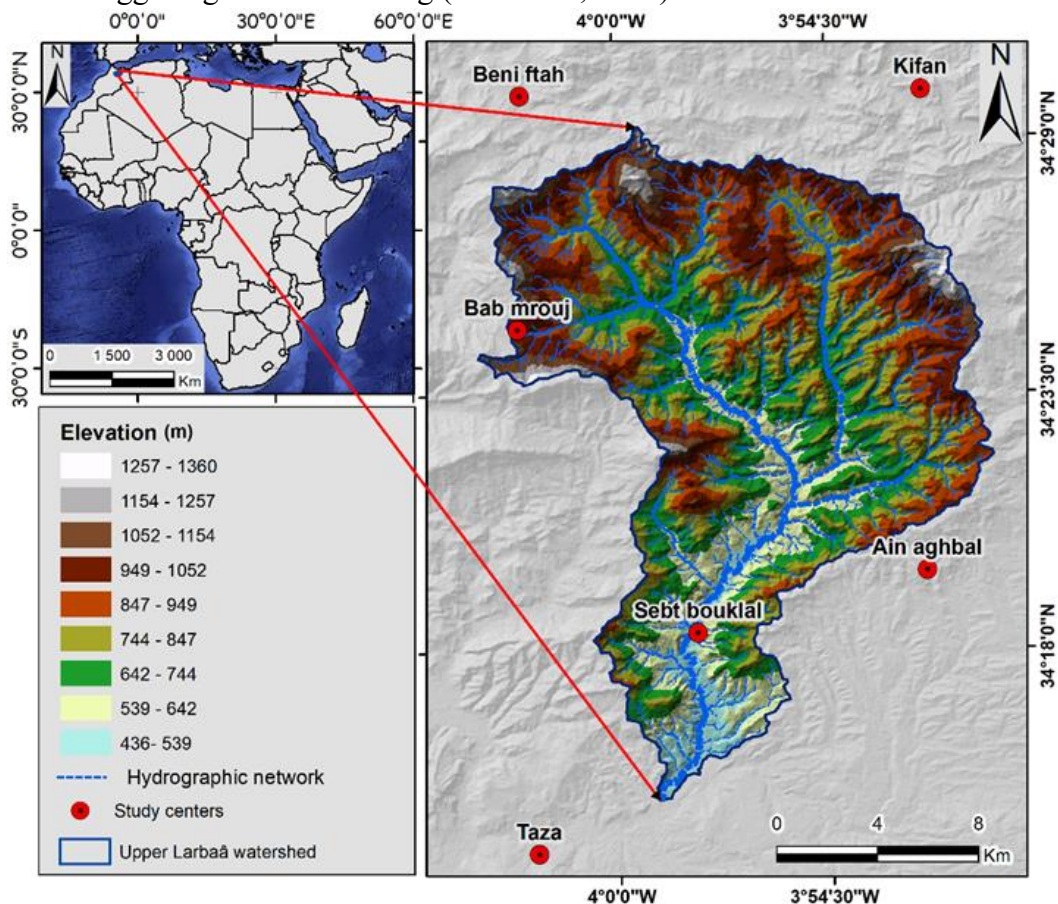 0°0'0" 30°0'0"E 60°0'0"E
4°0'0"W 3°54'30"W
N
30°0'0"N
0°0'0"
30°0'0"S
0 1 500 3 000
Km
Elevation (m)
1257 - 1360
1154 - 1257
1052 - 1154
949 - 1052
847 - 949
744 - 847
642 - 744
539 - 642
436- 539
Hydrographic network
Study centers
Upper Larbaâ watershed
Beni ftah
Kifan
N
Bab mrouj
Ain aghbal
Sebt bouklal
Taza
34°29'0"N
34°23'30"N
34°18'0"N
0 4 8
Km
4°0'0"W 3°54'30"W